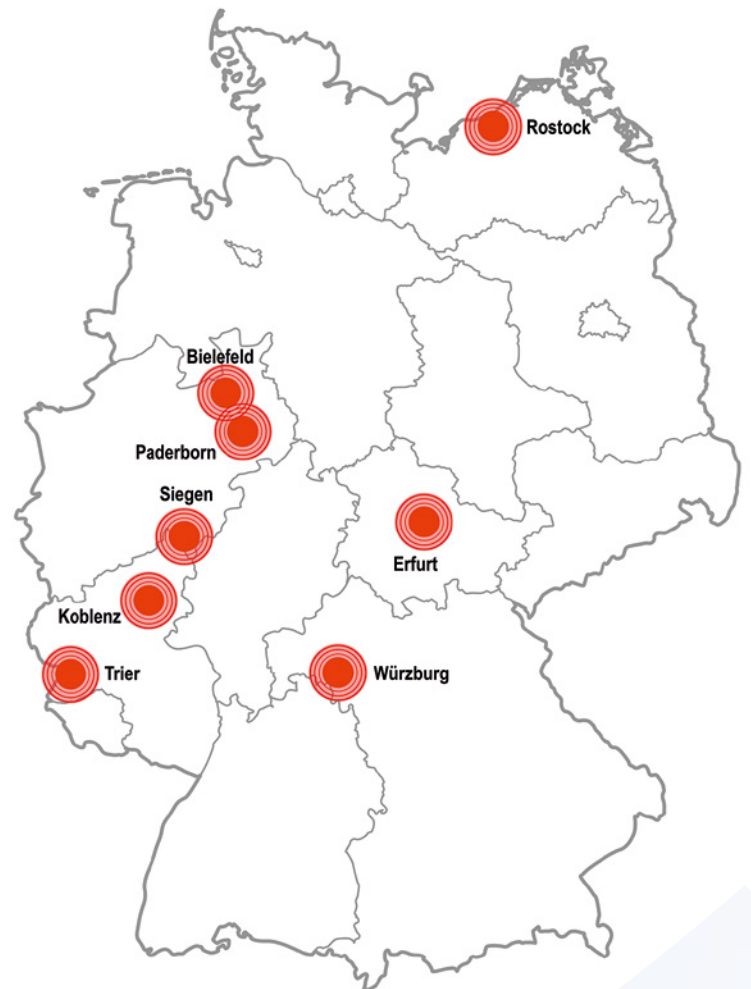 Rostock
Bielefeld
Paderborn
Siegen
Erfurt
Koblenz
Trier
Würzburg